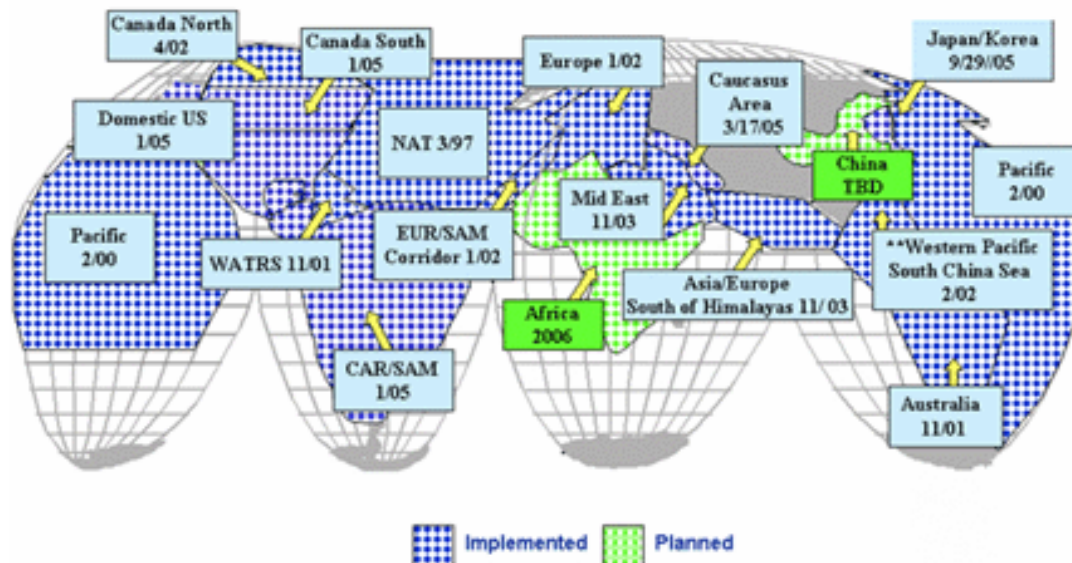 Canada North
4/02
Canada South
1/05
Europe 1/02
Japan/Korea
9/29//05
Caucasus
Area
3/17/05
Domestic US
1/05
NAT 3/97
China
TBD
Pacific
2/00
Mid East
11/03
Pacific
2/00
WATRS 11/01
EUR/SAM
Corridor 1/02
**Western Pacific
South China Sea
2/02
Asia/Europe
South of Himalayas 11/ 03
Africa
2006
CAR/SAM
1/05
Australia
11/01
Implemented
Planned